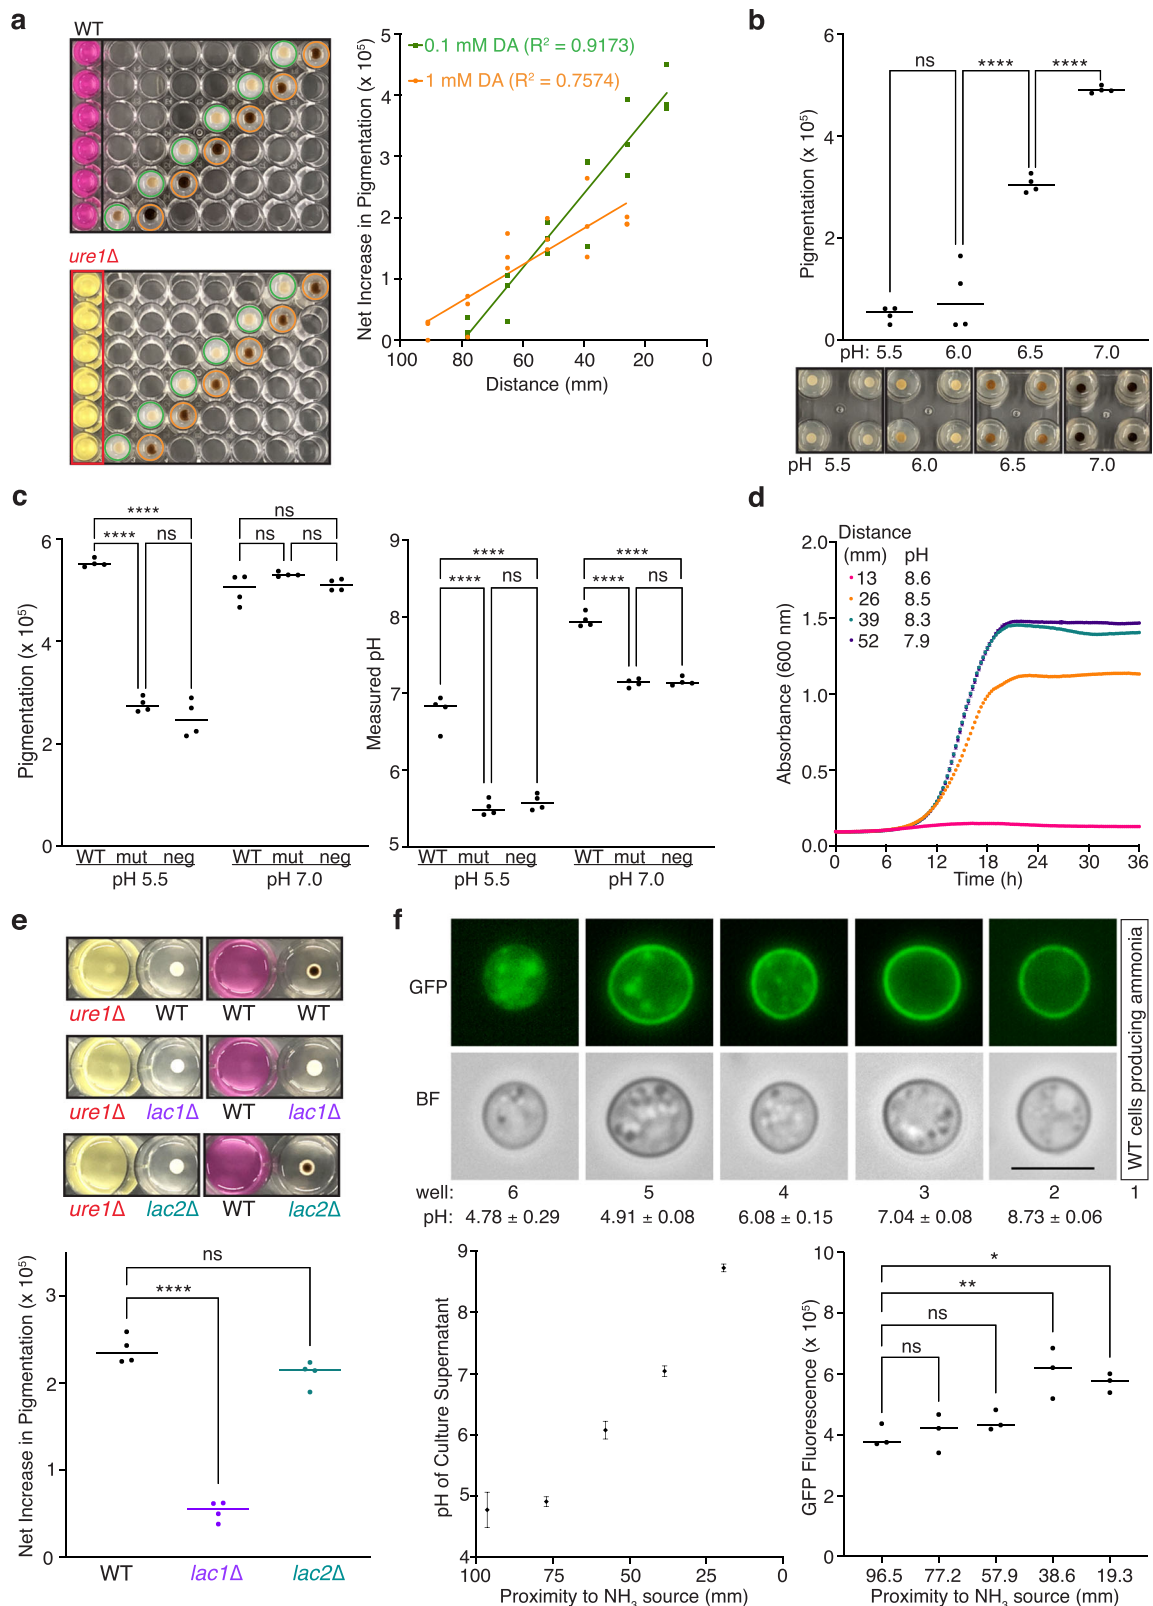 a
WT
ure1Δ
Net Increase in Pigmentation (x 10⁵)
0.1 mM DA (R² = 0.9173)
1 mM DA (R² = 0.7574)
5
4
3
2
1
0
100 80 60 40 20 0
Distance (mm)
b
ns **** ****
Pigmentation (x 10⁵)
6
4
2
0
pH: 5.5 6.0 6.5 7.0
pH 5.5 6.0 6.5 7.0
c
Pigmentation (x 10⁵)
**** ns
**** ns ns ns
6
4
2
0
WT mut neg WT mut neg
pH 5.5 pH 7.0
Measured pH
**** ****
**** ns **** ns
9
8
7
6
5
WT mut neg WT mut neg
pH 5.5 pH 7.0
d
Distance
(mm) pH
13 8.6
26 8.5
39 8.3
52 7.9
Absorbance (600 nm)
2.0
1.5
1.0
0.5
0.0
0 6 12 18 24 30 36
Time (h)
e
ure1Δ WT WT WT
ure1Δ lac1Δ WT lac1Δ
ure1Δ lac2Δ WT lac2Δ
Net Increase in Pigmentation (x 10⁵)
ns
****
3
2
1
0
WT lac1Δ lac2Δ
f
GFP
BF
WT cells producing ammonia
well: 6 5 4 3 2 1
pH: 4.78 ± 0.29 4.91 ± 0.08 6.08 ± 0.15 7.04 ± 0.08 8.73 ± 0.06
pH of Culture Supernatant
9
8
7
6
5
4
100 75 50 25 0
Proximity to NH₃ source (mm)
GFP Fluorescence (x 10⁵)
*
**
ns
ns
10
8
6
4
2
0
96.5 77.2 57.9 38.6 19.3
Proximity to NH₃ source (mm)